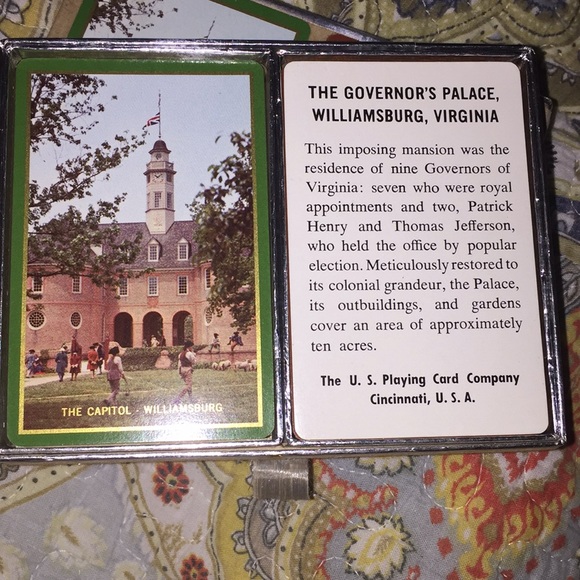 THE CAPITOL - WILLIAMSBURG
THE GOVERNOR'S PALACE,
WILLIAMSBURG, VIRGINIA
This imposing mansion was the
residence of nine Governors of
Virginia: seven who were royal
appointments and two, Patrick
Henry and Thomas Jefferson,
who held the office by popular
election. Meticulously restored to
its colonial grandeur, the Palace,
its outbuildings, and gardens
cover an area of approximately
ten acres.
The U. S. Playing Card Company
Cincinnati, U. S. A.